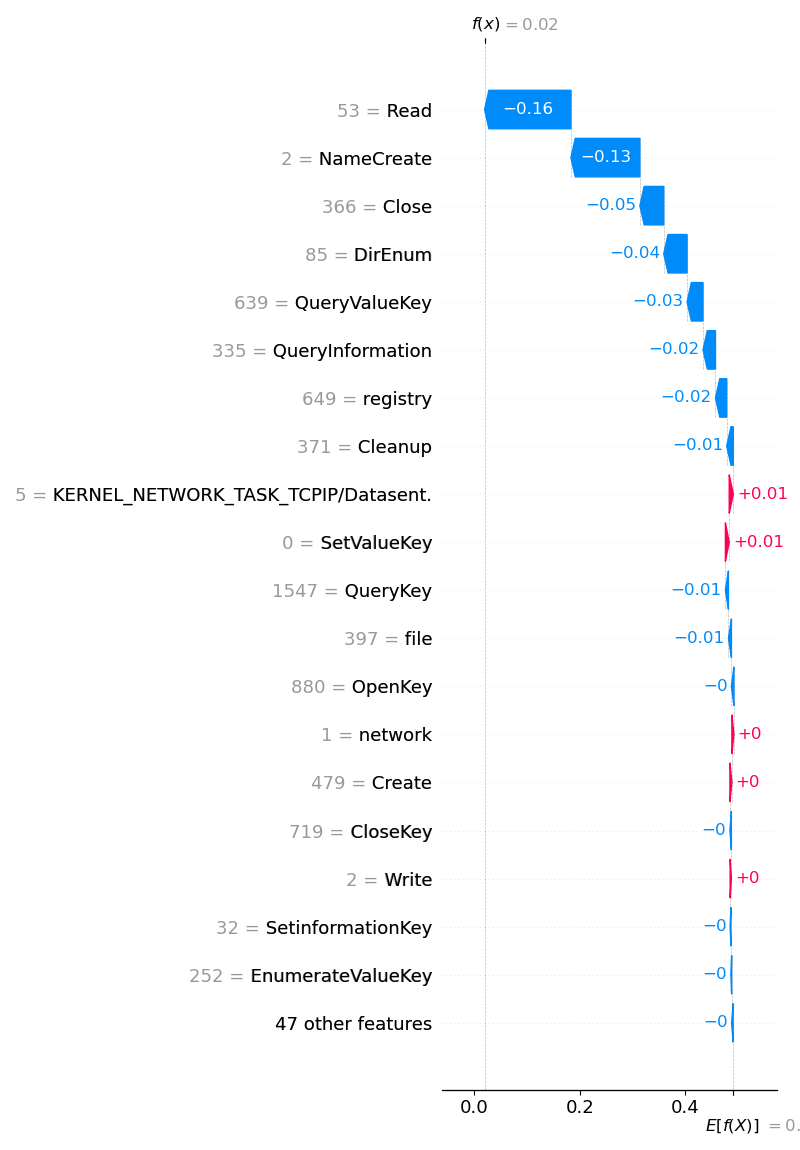 f(x) = 0.02
53 = Read −0.16
2 = NameCreate −0.13
366 = Close −0.05
85 = DirEnum −0.04
639 = QueryValueKey −0.03
335 = QueryInformation −0.02
649 = registry −0.02
371 = Cleanup −0.01
5 = KERNEL_NETWORK_TASK_TCPIP/Datasent. +0.01
0 = SetValueKey +0.01
1547 = QueryKey −0.01
397 = file −0.01
880 = OpenKey −0
1 = network +0
479 = Create +0
719 = CloseKey −0
2 = Write +0
32 = SetinformationKey −0
252 = EnumerateValueKey −0
47 other features −0
0.0 0.2 0.4
E[f(X)] = 0.